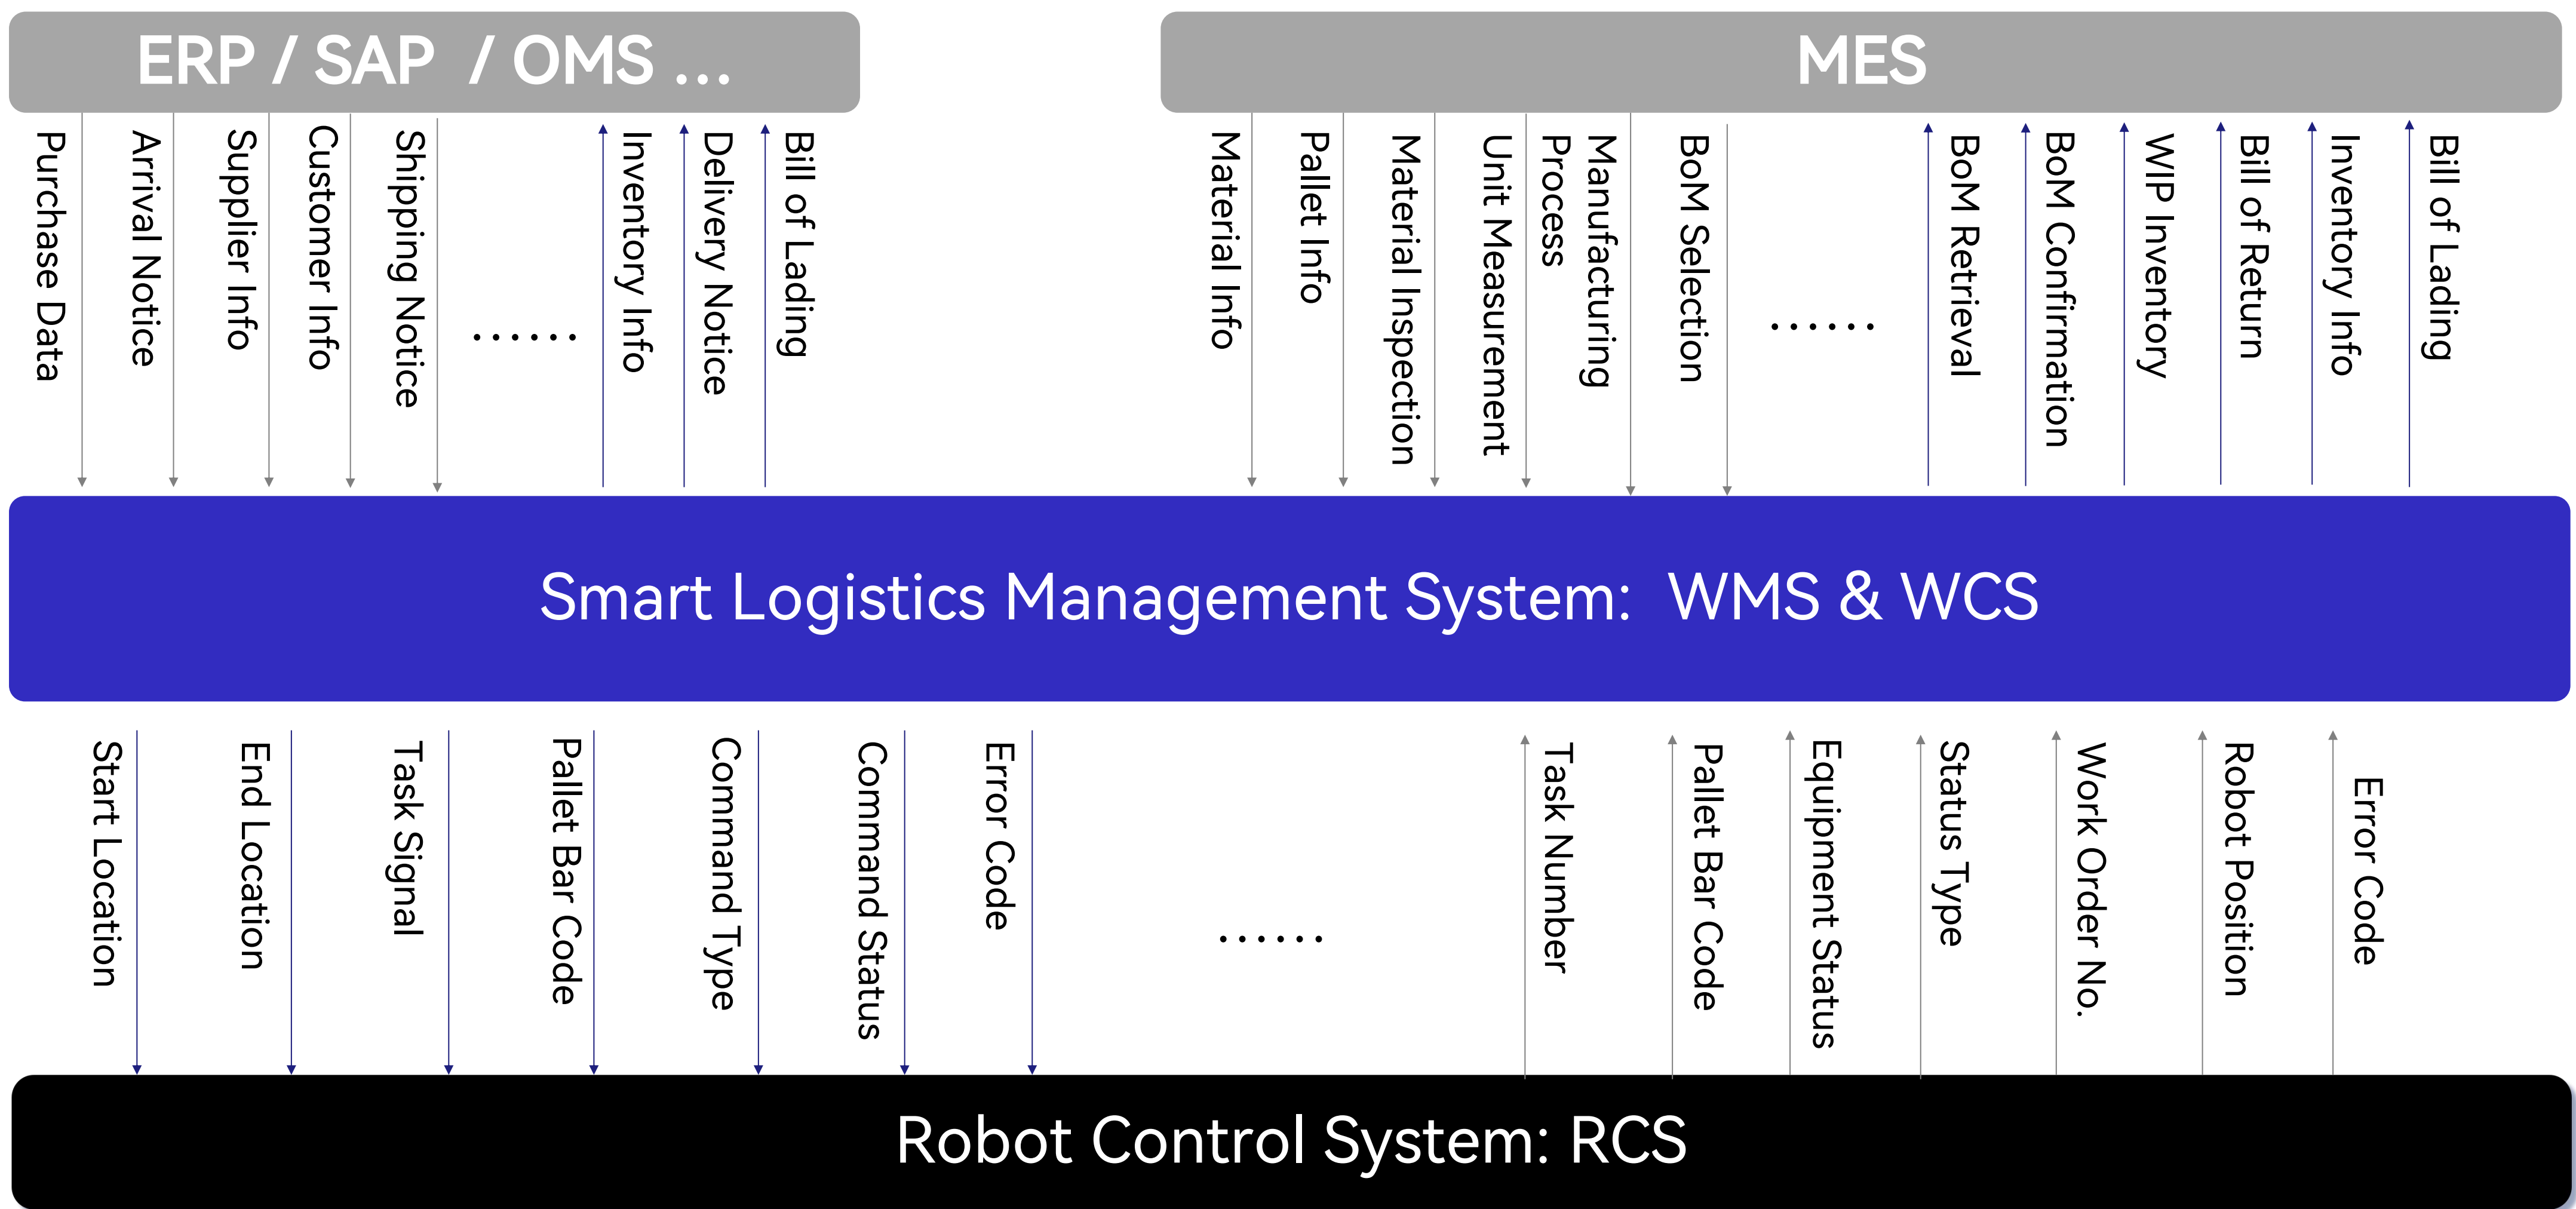 ERP / SAP / OMS ...
MES
Purchase Data
Arrival Notice
Supplier Info
Customer Info
Shipping Notice
......
Inventory Info
Delivery Notice
Bill of Lading
Material Info
Pallet Info
Material Inspection
Unit Measurement
Manufacturing
Process
BoM Selection
......
BoM Retrieval
BoM Confirmation
WIP Inventory
Bill of Return
Inventory Info
Bill of Lading
Smart Logistics Management System: WMS & WCS
Start Location
End Location
Task Signal
Pallet Bar Code
Command Type
Command Status
Error Code
......
Task Number
Pallet Bar Code
Equipment Status
Status Type
Work Order No.
Robot Position
Error Code
Robot Control System: RCS